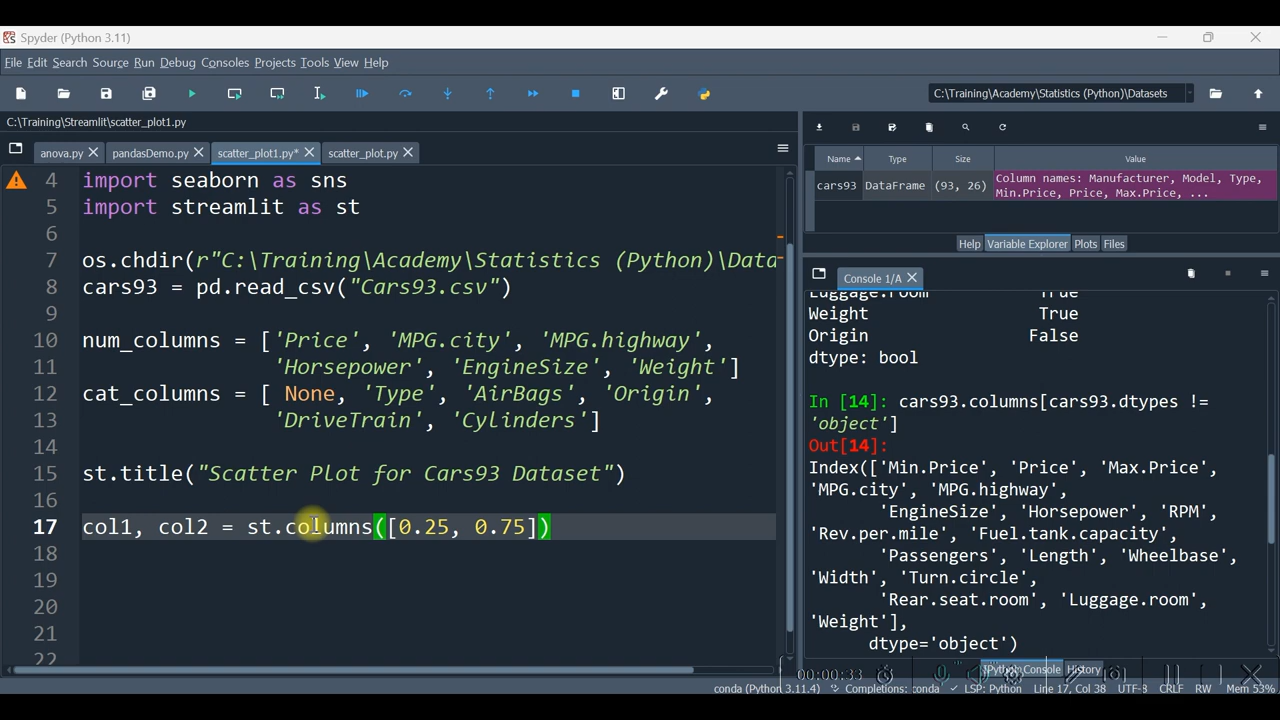 Spyder (Python 3.11)
File Edit Search Source Run Debug Consoles Projects Tools View Help
C:\Training\Academy\Statistics (Python)\Datasets
C:\Training\Streamlit\scatter_plot1.py
anova.py pandasDemo.py scatter_plot1.py* scatter_plot.py
4 import seaborn as sns
5 import streamlit as st
6
7 os.chdir(r"C:\Training\Academy\Statistics (Python)\Data
8 cars93 = pd.read_csv("Cars93.csv")
9
10 num_columns = ['Price', 'MPG.city', 'MPG.highway',
11 'Horsepower', 'EngineSize', 'Weight']
12 cat_columns = [ None, 'Type', 'AirBags', 'Origin',
13 'DriveTrain', 'Cylinders']
14
15 st.title("Scatter Plot for Cars93 Dataset")
16
17 col1, col2 = st.columns([0.25, 0.75])
18
19
20
21
22
Name Type Size Value
cars93 DataFrame (93, 26) Column names: Manufacturer, Model, Type,
Min.Price, Price, Max.Price, ...
Help Variable Explorer Plots Files
Console 1/A
Luggage.room True
Weight True
Origin False
dtype: bool
In [14]: cars93.columns[cars93.dtypes !=
'object']
Out[14]:
Index(['Min.Price', 'Price', 'Max.Price',
'MPG.city', 'MPG.highway',
'EngineSize', 'Horsepower', 'RPM',
'Rev.per.mile', 'Fuel.tank.capacity',
'Passengers', 'Length', 'Wheelbase',
'Width', 'Turn.circle',
'Rear.seat.room', 'Luggage.room',
'Weight'],
dtype='object')
IPython Console History
00:00:33
conda (Python 3.11.4) Completions: conda LSP: Python Line 17, Col 38 UTF-8 CRLF RW Mem 53%